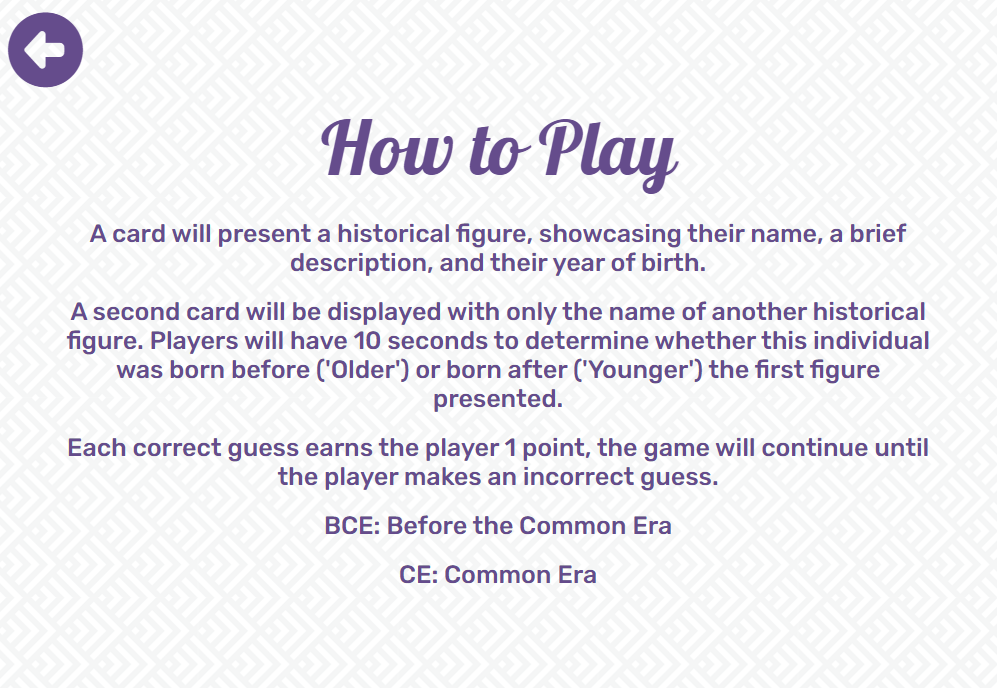 How to Play
A card will present a historical figure, showcasing their name, a brief
description, and their year of birth.
A second card will be displayed with only the name of another historical
figure. Players will have 10 seconds to determine whether this individual
was born before ('Older') or born after ('Younger') the first figure
presented.
Each correct guess earns the player 1 point, the game will continue until
the player makes an incorrect guess.
BCE: Before the Common Era
CE: Common Era